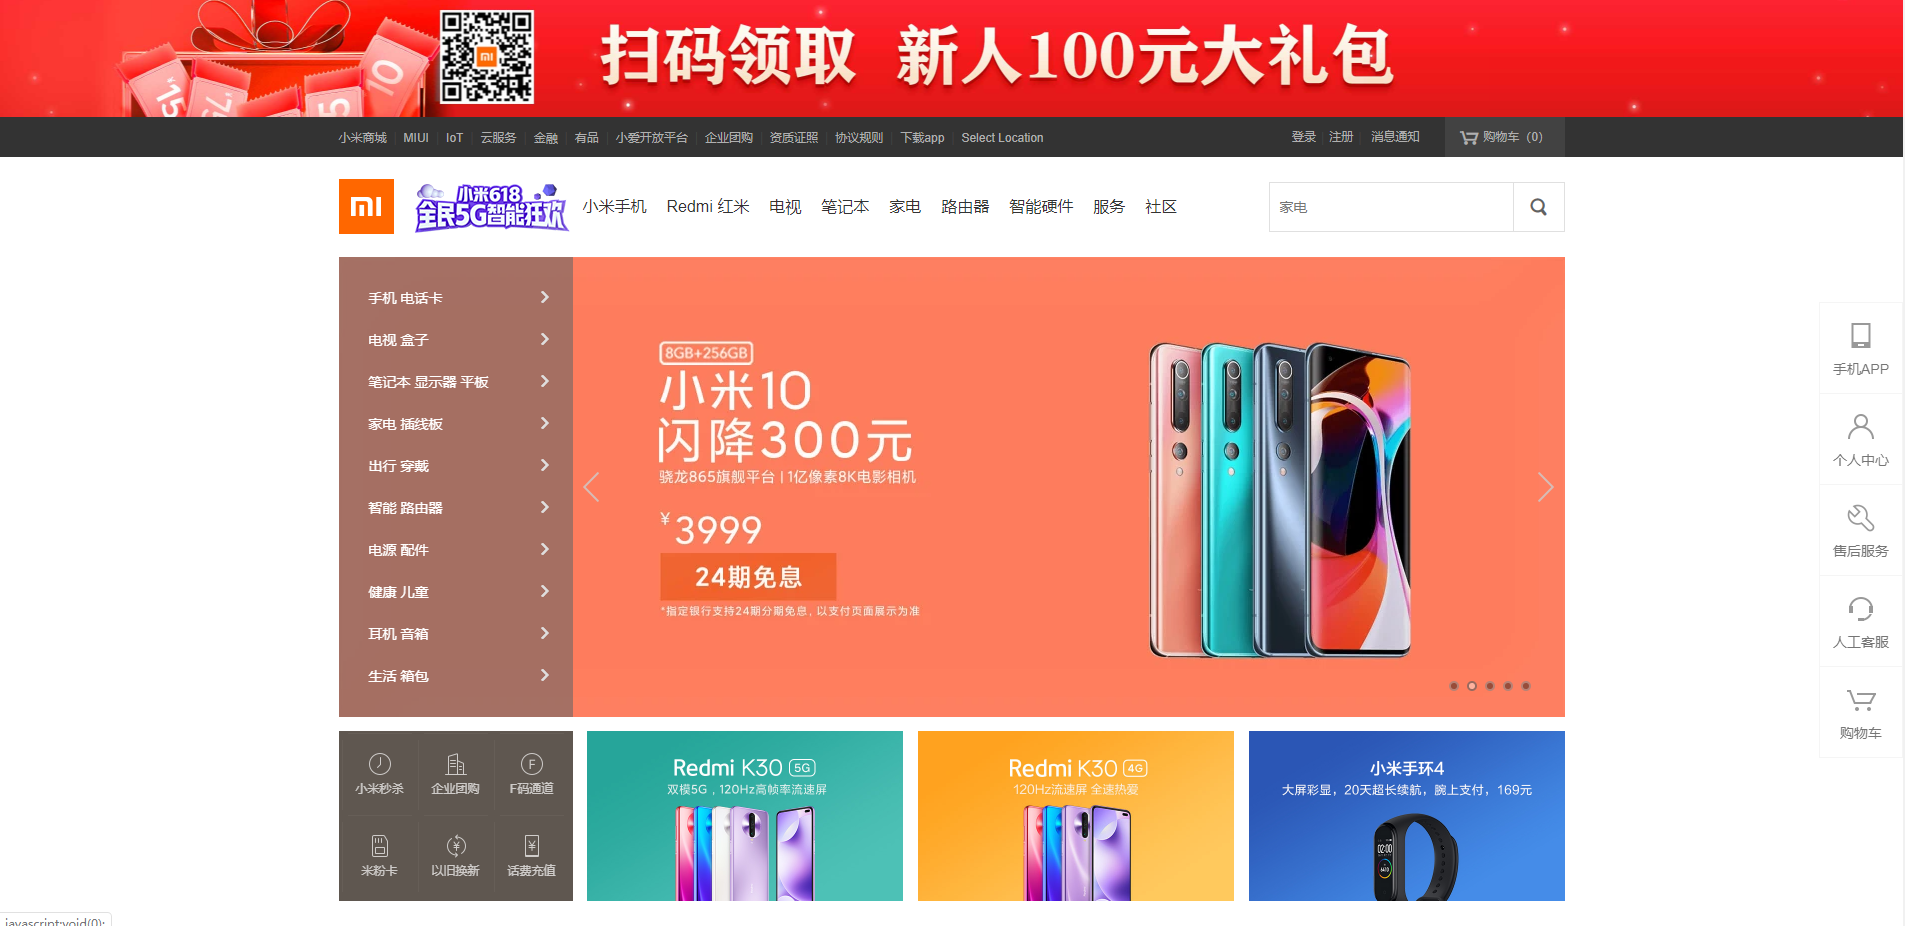 扫码领取 新人100元大礼包
¥15
5
10
小米商城 MIUI IoT 云服务 金融 有品 小爱开放平台 企业团购 资质证照 协议规则 下载app Select Location
登录 注册 消息通知 购物车（0）
小米618
全民5G智能狂欢
小米手机 Redmi 红米 电视 笔记本 家电 路由器 智能硬件 服务 社区
家电
手机 电话卡
电视 盒子
笔记本 显示器 平板
家电 插线板
出行 穿戴
智能 路由器
电源 配件
健康 儿童
耳机 音箱
生活 箱包
8GB+256GB
小米10
闪降300元
骁龙865旗舰平台 | 1亿像素8K电影相机
¥3999
24期免息
*指定银行支持24期分期免息，以支付页面展示为准
手机APP
个人中心
售后服务
人工客服
购物车
小米秒杀 企业团购 F码通道
米粉卡 以旧换新 话费充值
Redmi K30 5G
双模5G，120Hz高帧率流速屏
Redmi K30 4G
120Hz流速屏 全速热爱
小米手环4
大屏彩显，20天超长续航，腕上支付，169元
02:00
javascript:void(0);